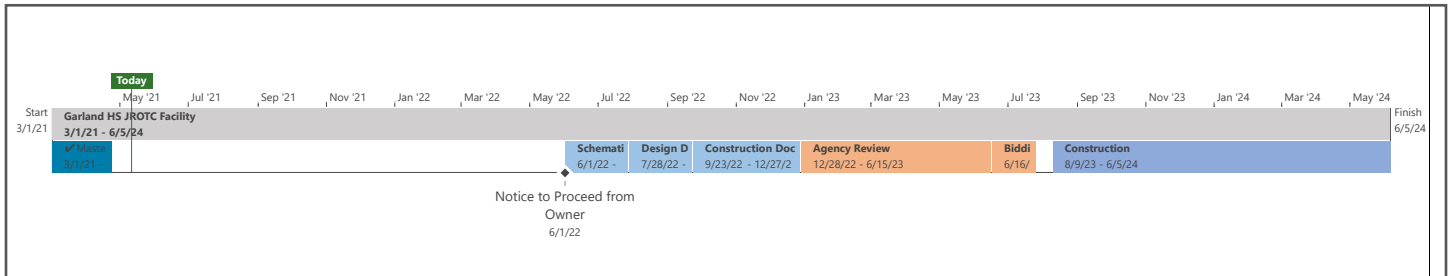 Today
May '21 Jul '21 Sep '21 Nov '21 Jan '22 Mar '22 May '22 Jul '22 Sep '22 Nov '22 Jan '23 Mar '23 May '23 Jul '23 Sep '23 Nov '23 Jan '24 Mar '24 May '24
Start
3/1/21
Garland HS JROTC Facility
3/1/21 - 6/5/24
Finish
6/5/24
✔Maste
3/1/21 -
Schemati
6/1/22 -
Design D
7/28/22 -
Construction Doc
9/23/22 - 12/27/2
Agency Review
12/28/22 - 6/15/23
Biddi
6/16/
Construction
8/9/23 - 6/5/24
Notice to Proceed from
Owner
6/1/22